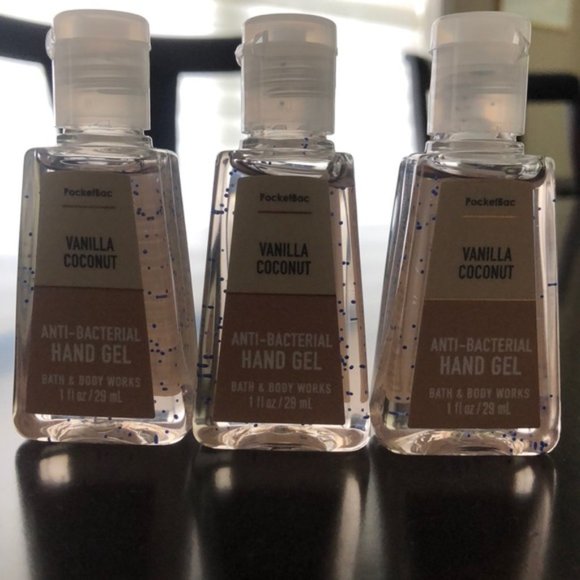 PocketBac
VANILLA
COCONUT
ANTI-BACTERIAL
HAND GEL
BATH & BODY WORKS
1 fl oz / 29 mL
PocketBac
VANILLA
COCONUT
ANTI-BACTERIAL
HAND GEL
BATH & BODY WORKS
1 fl oz / 29 mL
PocketBac
VANILLA
COCONUT
ANTI-BACTERIAL
HAND GEL
BATH & BODY WORKS
1 fl oz / 29 mL